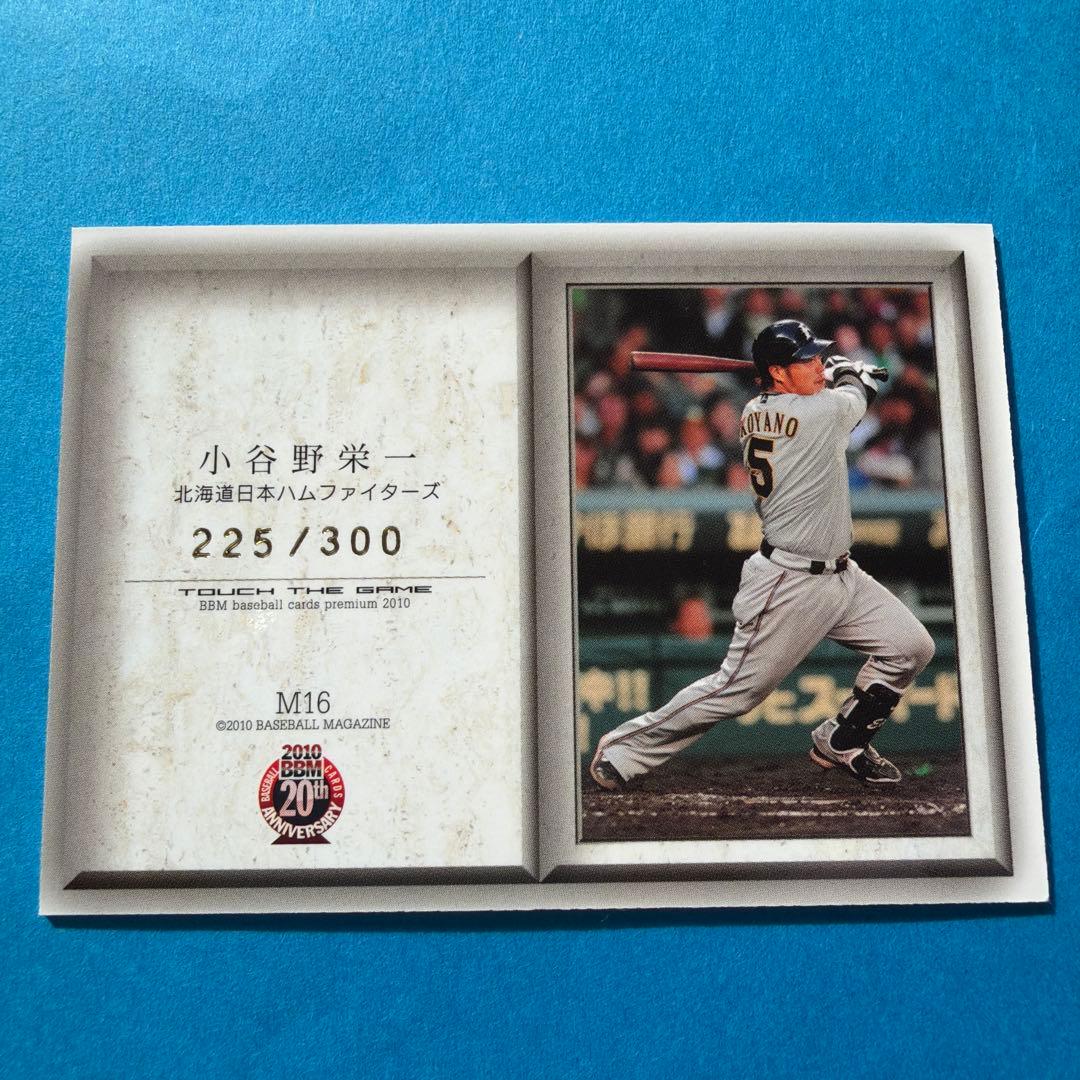 小谷野栄一
北海道日本ハムファイターズ
225/300
TOUCH THE GAME
BBM baseball cards premium 2010
M16
©2010 BASEBALL MAGAZINE
2010
BBM
BASEBALL CARDS
20th
ANNIVERSARY
KOYANO
5